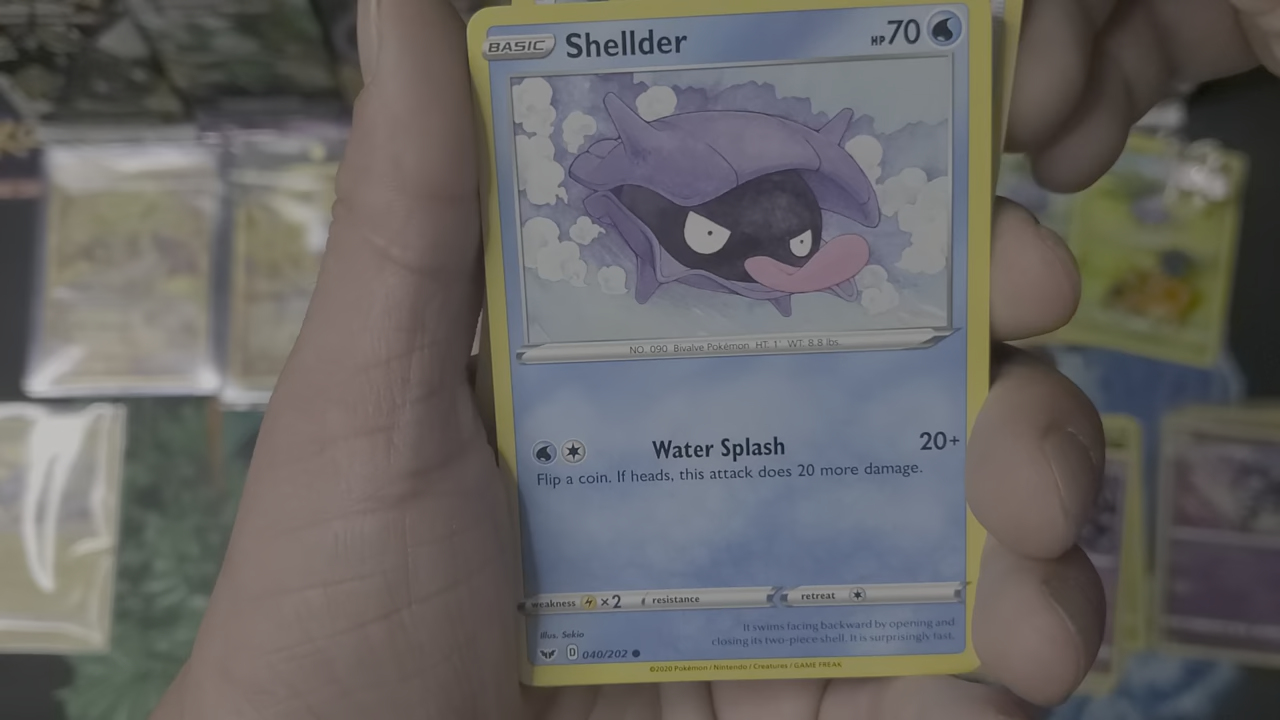 BASIC Shellder HP 70
NO. 090 Bivalve Pokémon HT: 1' WT: 8.8 lbs.
Water Splash 20+
Flip a coin. If heads, this attack does 20 more damage.
weakness ×2 resistance retreat
It swims facing backward by opening and
closing its two-piece shell. It is surprisingly fast.
Illus. Sekio
D 040/202
©2020 Pokémon / Nintendo / Creatures / GAME FREAK